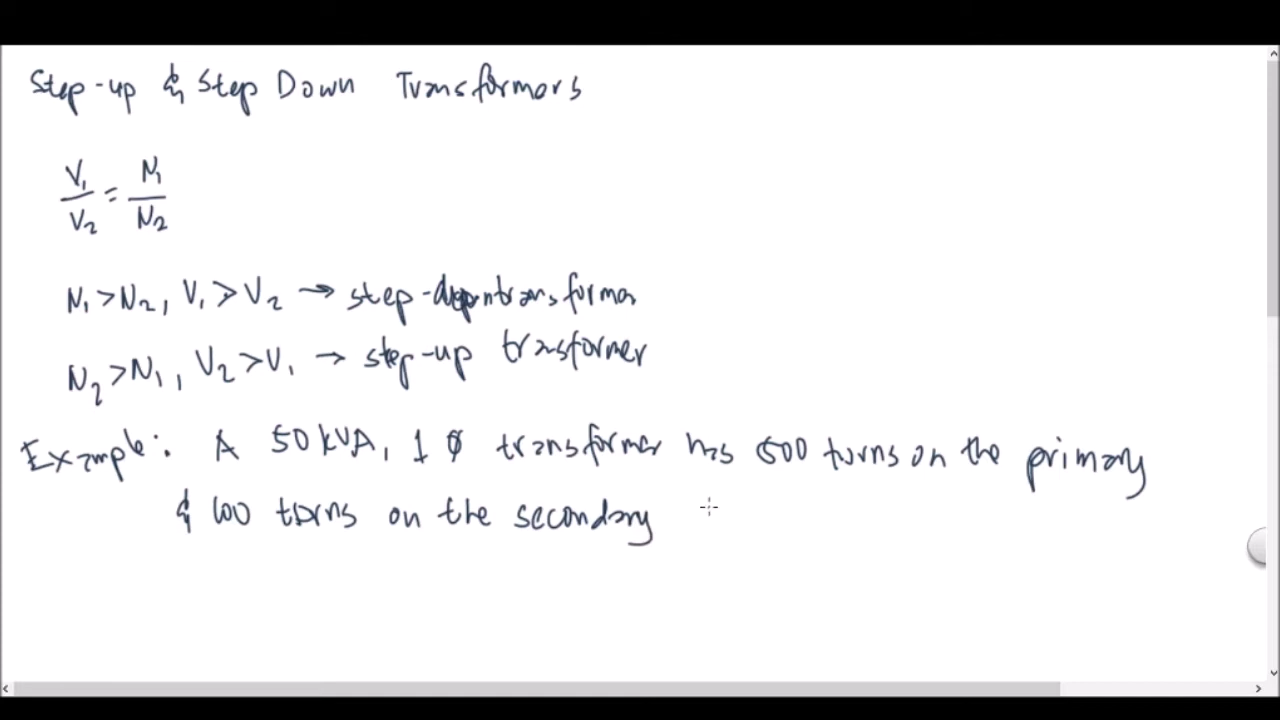 Step-up & Step Down Transformers
V1/V2 = N1/N2
N1 > N2, V1 > V2 → step-down transformer
N2 > N1, V2 > V1 → step-up transformer
Example: A 50 kVA, 1 φ transformer has 500 turns on the primary
& 100 turns on the secondary